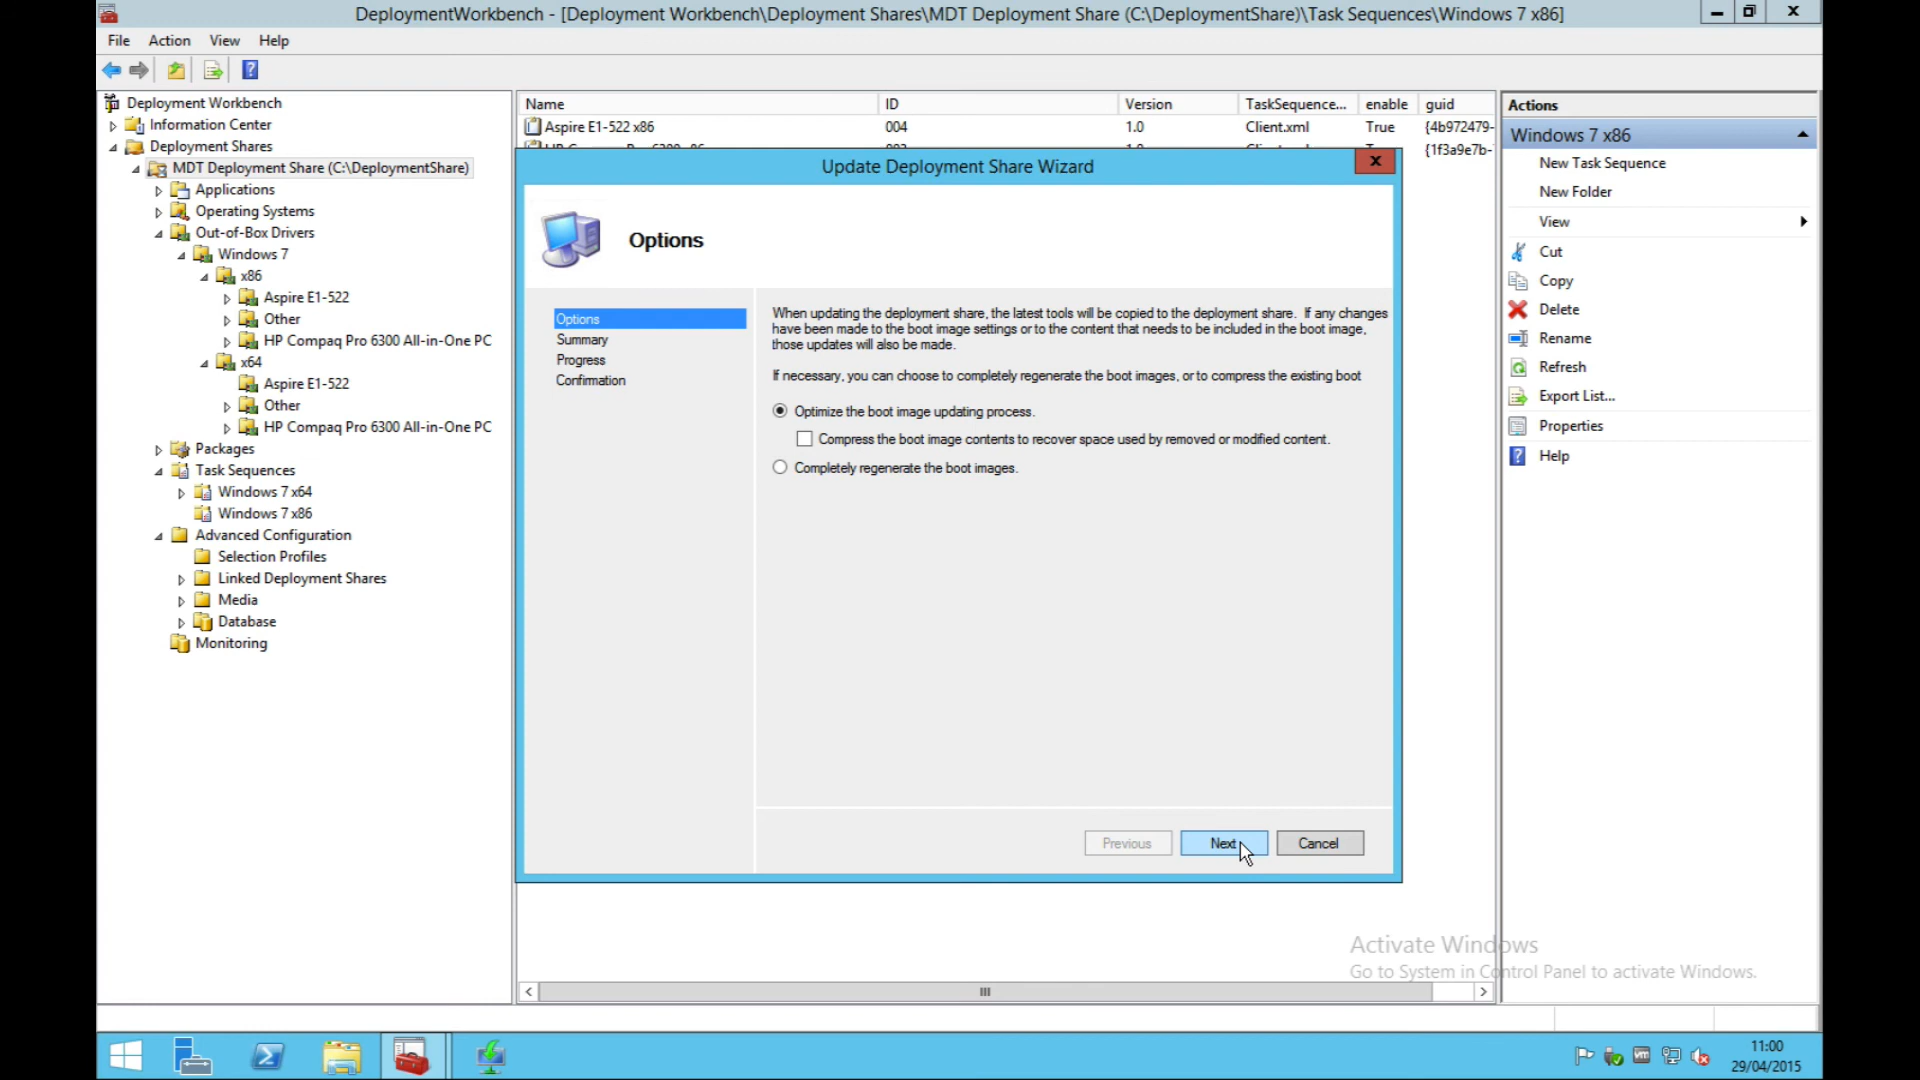 DeploymentWorkbench - [Deployment Workbench\Deployment Shares\MDT Deployment Share (C:\DeploymentShare)\Task Sequences\Windows 7 x86]
File Action View Help
Deployment Workbench
Information Center
Deployment Shares
MDT Deployment Share (C:\DeploymentShare)
Applications
Operating Systems
Out-of-Box Drivers
Windows 7
x86
Aspire E1-522
Other
HP Compaq Pro 6300 All-in-One PC
x64
Aspire E1-522
Other
HP Compaq Pro 6300 All-in-One PC
Packages
Task Sequences
Windows 7 x64
Windows 7 x86
Advanced Configuration
Selection Profiles
Linked Deployment Shares
Media
Database
Monitoring
Name ID Version TaskSequence... enable guid
Aspire E1-522 x86 004 1.0 Client.xml True {4b972479-
{1f3a9e7b-
Update Deployment Share Wizard
Options
Options
Summary
Progress
Confirmation
When updating the deployment share, the latest tools will be copied to the deployment share. If any changes
have been made to the boot image settings or to the content that needs to be included in the boot image,
those updates will also be made.
If necessary, you can choose to completely regenerate the boot images, or to compress the existing boot
Optimize the boot image updating process.
Compress the boot image contents to recover space used by removed or modified content.
Completely regenerate the boot images.
Previous Next Cancel
Actions
Windows 7 x86
New Task Sequence
New Folder
View
Cut
Copy
Delete
Rename
Refresh
Export List...
Properties
Help
Activate Windows
Go to System in Control Panel to activate Windows.
11:00
29/04/2015